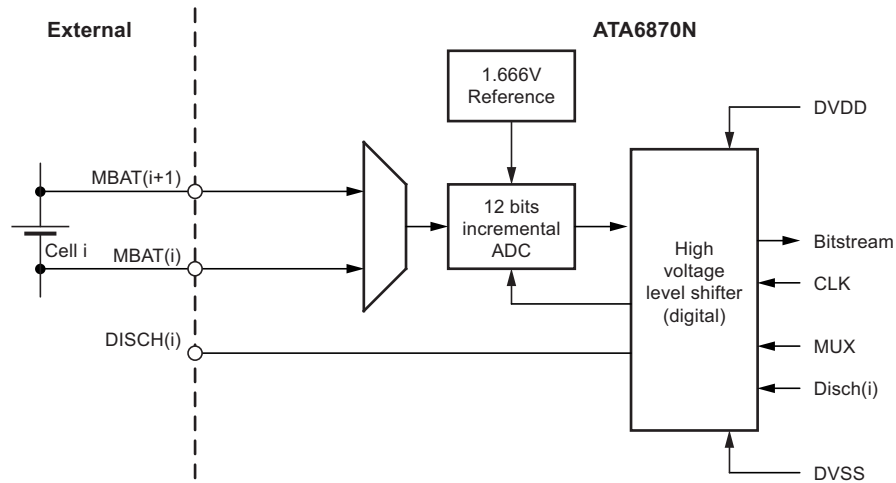 External
ATA6870N
1.666V
Reference
DVDD
MBAT(i+1)
12 bits
incremental
ADC
High
voltage
level shifter
(digital)
Bitstream
Cell i
MBAT(i)
CLK
DISCH(i)
MUX
Disch(i)
DVSS